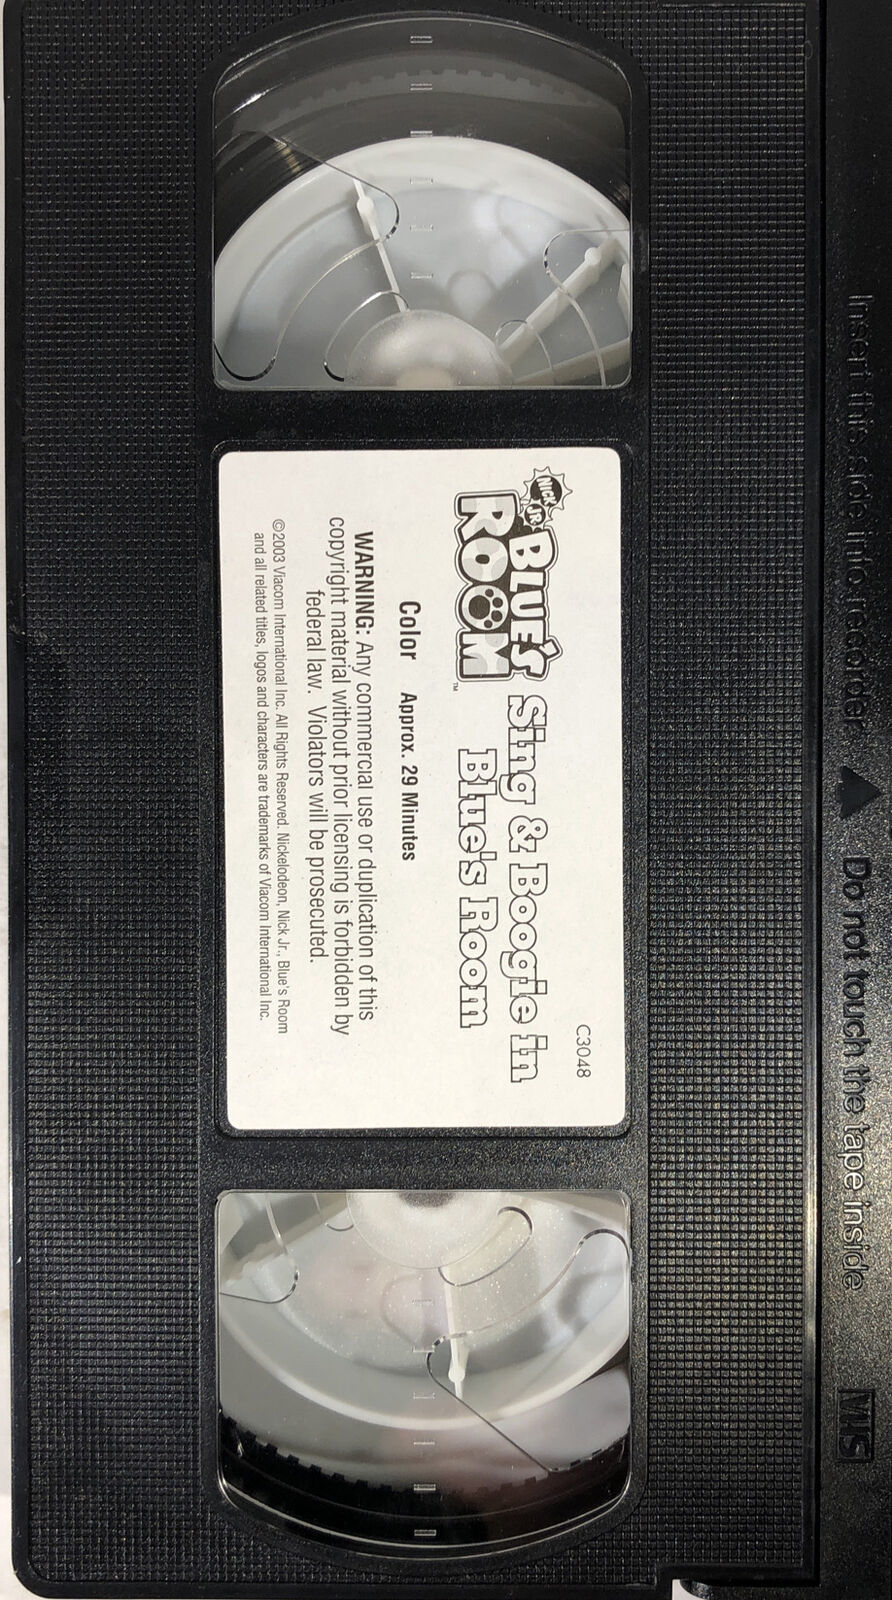 Insert this side into recorder ▲ Do not touch the tape inside
VHS
C3048
NICK JR.
BLUE'S
ROOM™
Sing & Boogie in
Blue's Room
Color Approx. 29 Minutes
WARNING: Any commercial use or duplication of this
copyright material without prior licensing is forbidden by
federal law. Violators will be prosecuted.
©2003 Viacom International Inc. All Rights Reserved. Nickelodeon, Nick Jr., Blue's Room
and all related titles, logos and characters are trademarks of Viacom International Inc.